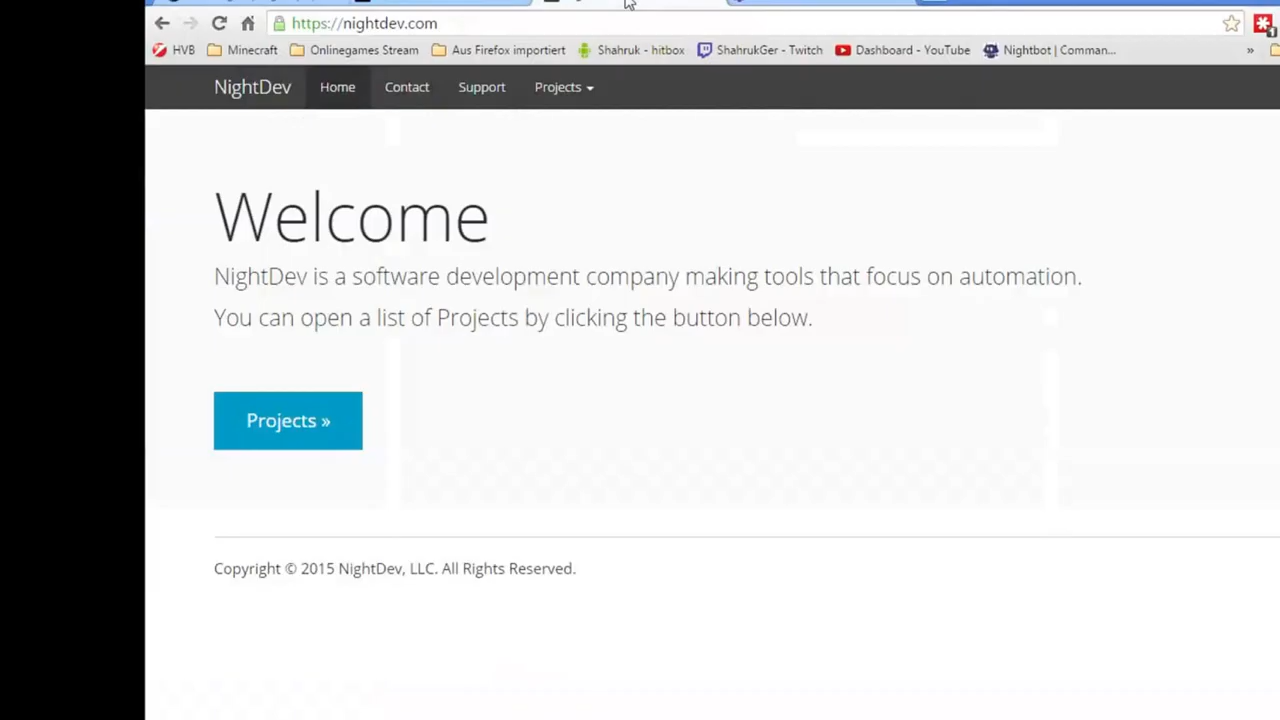 https://nightdev.com
HVB Minecraft Onlinegames Stream Aus Firefox importiert Shahruk - hitbox ShahrukGer - Twitch Dashboard - YouTube Nightbot | Comman... »
NightDev Home Contact Support Projects
Welcome
NightDev is a software development company making tools that focus on automation.
You can open a list of Projects by clicking the button below.
Projects »
Copyright © 2015 NightDev, LLC. All Rights Reserved.